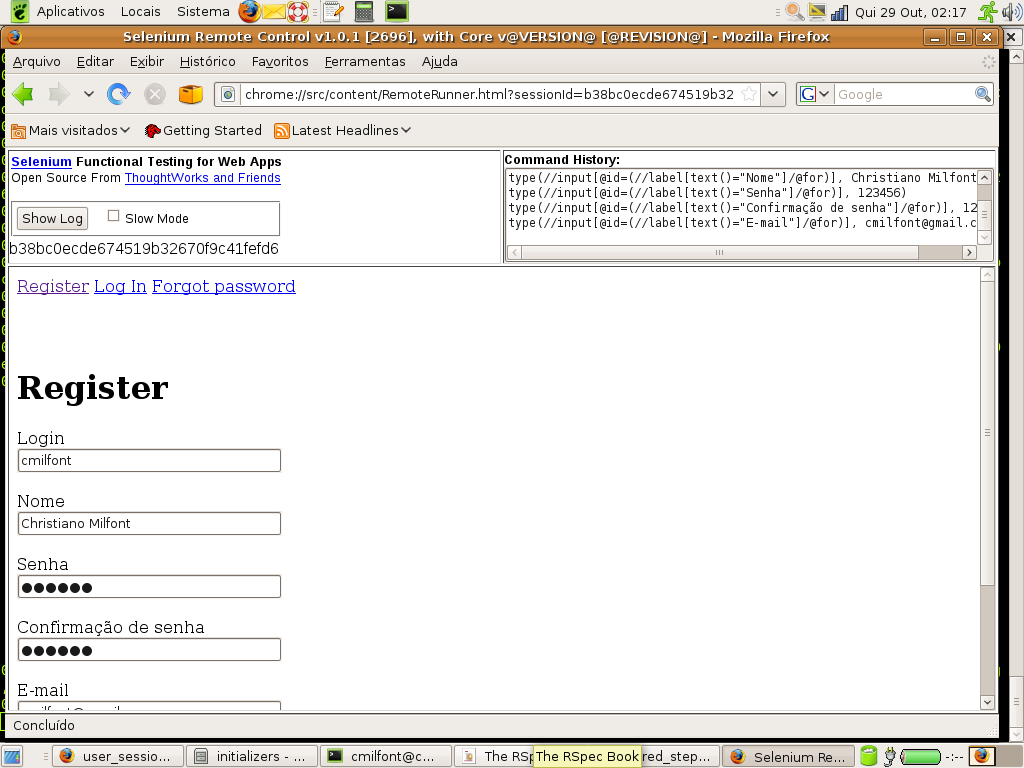 Aplicativos Locais Sistema Qui 29 Out, 02:17
Selenium Remote Control v1.0.1 [2696], with Core v@VERSION@ [@REVISION@] - Mozilla Firefox
Arquivo Editar Exibir Histórico Favoritos Ferramentas Ajuda
chrome://src/content/RemoteRunner.html?sessionId=b38bc0ecde674519b32 Google
Mais visitados Getting Started Latest Headlines
Selenium Functional Testing for Web Apps
Open Source From ThoughtWorks and Friends
Show Log Slow Mode
b38bc0ecde674519b32670f9c41fefd6
Command History:
type(//input[@id=(//label[text()="Nome"]/@for)], Christiano Milfont
type(//input[@id=(//label[text()="Senha"]/@for)], 123456)
type(//input[@id=(//label[text()="Confirmação de senha"]/@for)], 12
type(//input[@id=(//label[text()="E-mail"]/@for)], cmilfont@gmail.c
Register Log In Forgot password
Register
Login
cmilfont
Nome
Christiano Milfont
Senha
●●●●●●
Confirmação de senha
●●●●●●
E-mail
Concluído
user_sessio... initializers - ... cmilfont@c... The RSp The RSpec Book red_step... Selenium Re... -:--